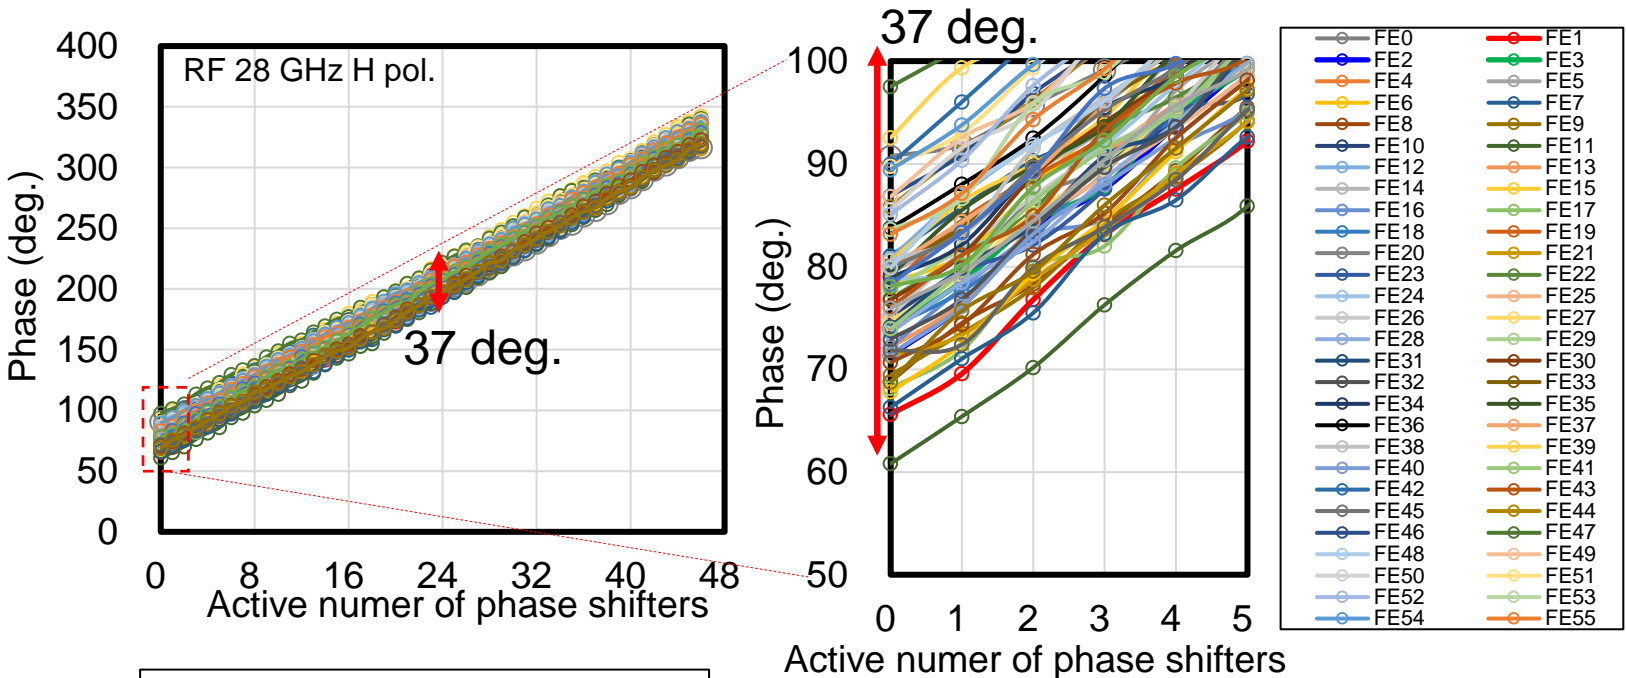 RF 28 GHz H pol.
Phase (deg.)
400
350
300
250
200
150
100
50
0
0 8 16 24 32 40 48
Active numer of phase shifters
37 deg.
37 deg.
Phase (deg.)
100
90
80
70
60
50
0 1 2 3 4 5
Active numer of phase shifters
FE0 FE1
FE2 FE3
FE4 FE5
FE6 FE7
FE8 FE9
FE10 FE11
FE12 FE13
FE14 FE15
FE16 FE17
FE18 FE19
FE20 FE21
FE23 FE22
FE24 FE25
FE26 FE27
FE28 FE29
FE31 FE30
FE32 FE33
FE34 FE35
FE36 FE37
FE38 FE39
FE40 FE41
FE42 FE43
FE45 FE44
FE46 FE47
FE48 FE49
FE50 FE51
FE52 FE53
FE54 FE55